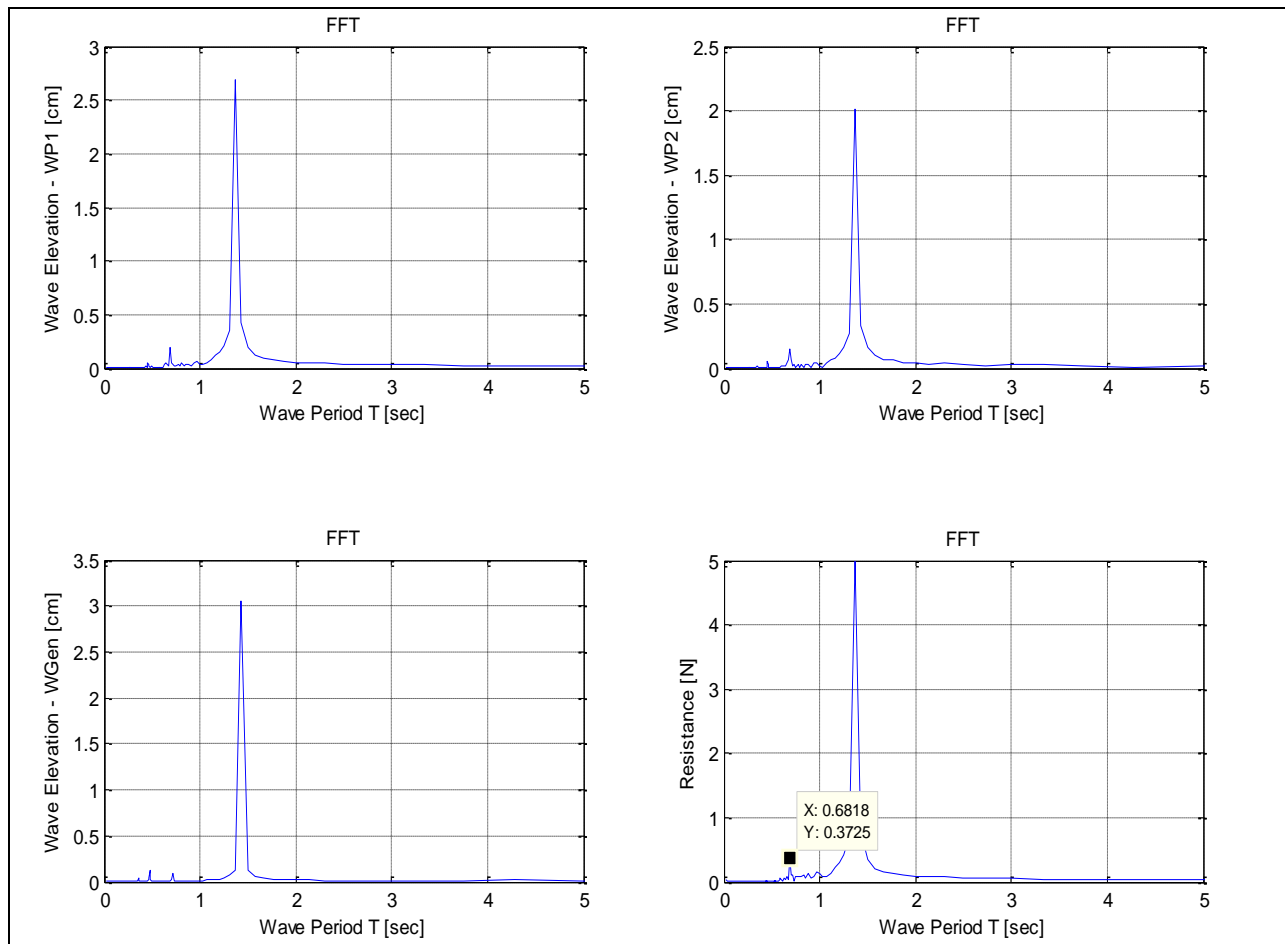 FFT
3
2.5
2
1.5
1
0.5
0
0 1 2 3 4 5
Wave Elevation - WP1 [cm]
Wave Period T [sec]
FFT
2.5
2
1.5
1
0.5
0
0 1 2 3 4 5
Wave Elevation - WP2 [cm]
Wave Period T [sec]
FFT
3.5
3
2.5
2
1.5
1
0.5
0
0 1 2 3 4 5
Wave Elevation - WGen [cm]
Wave Period T [sec]
FFT
5
4
3
2
1
0
0 1 2 3 4 5
Resistance [N]
X: 0.6818
Y: 0.3725
Wave Period T [sec]